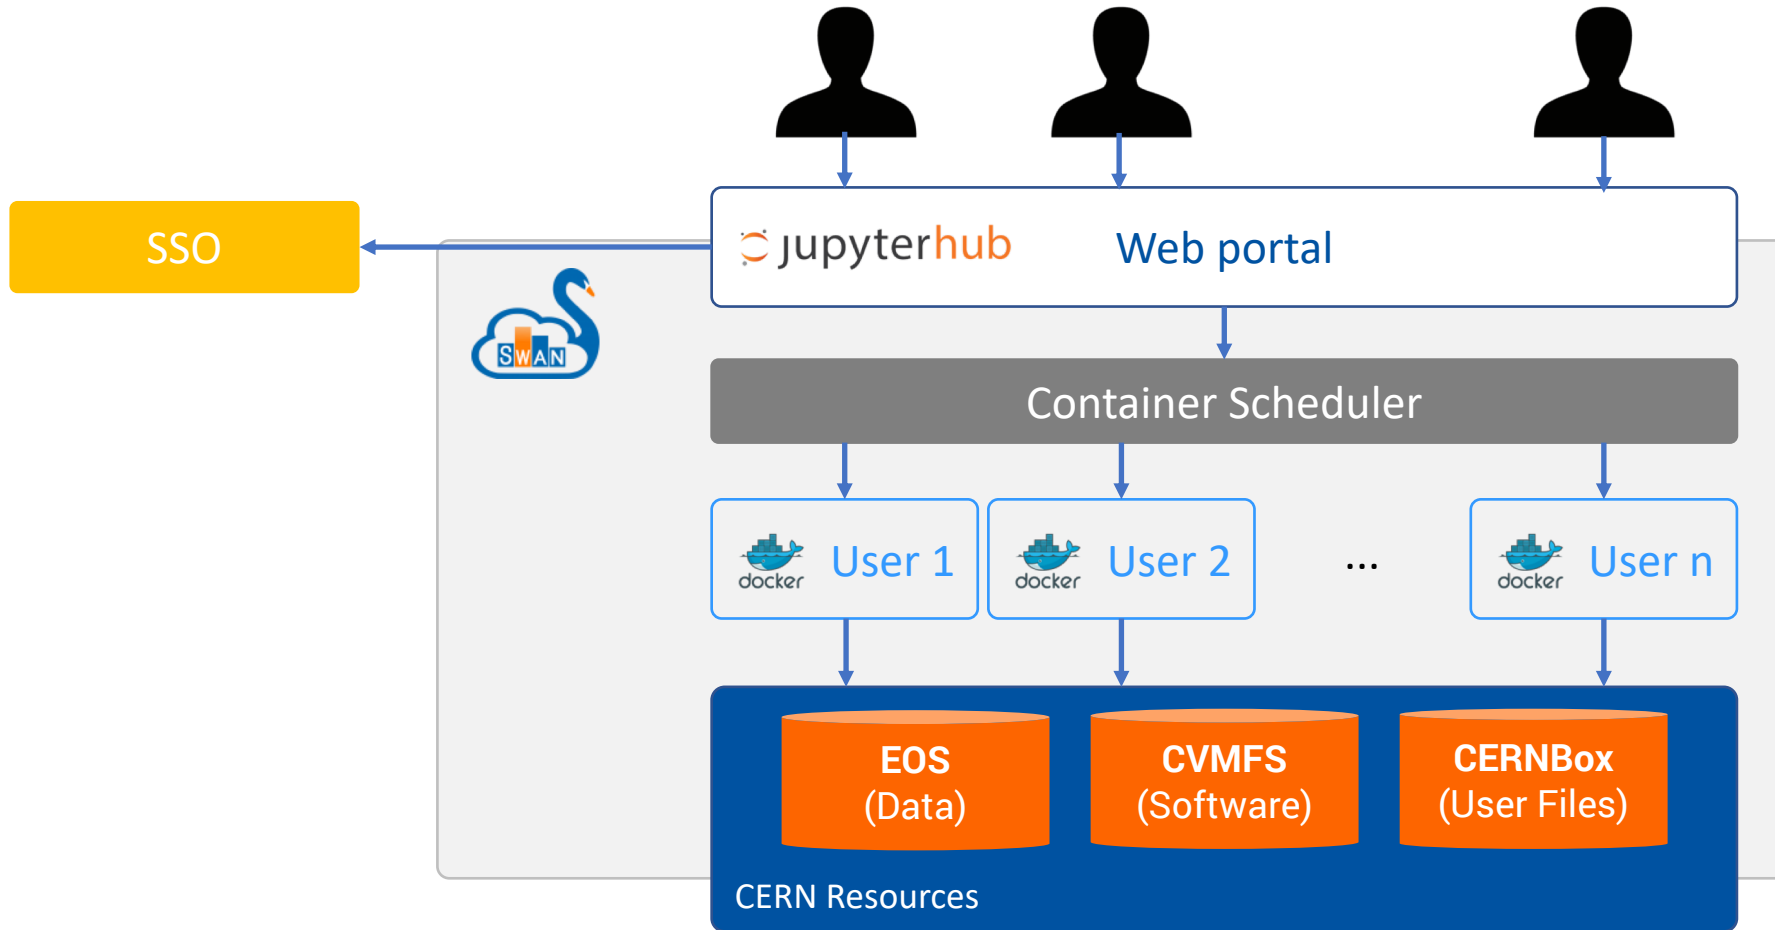 SSO
jupyterhub Web portal
SWAN
Container Scheduler
docker User 1
docker User 2
...
docker User n
EOS
(Data)
CVMFS
(Software)
CERNBox
(User Files)
CERN Resources